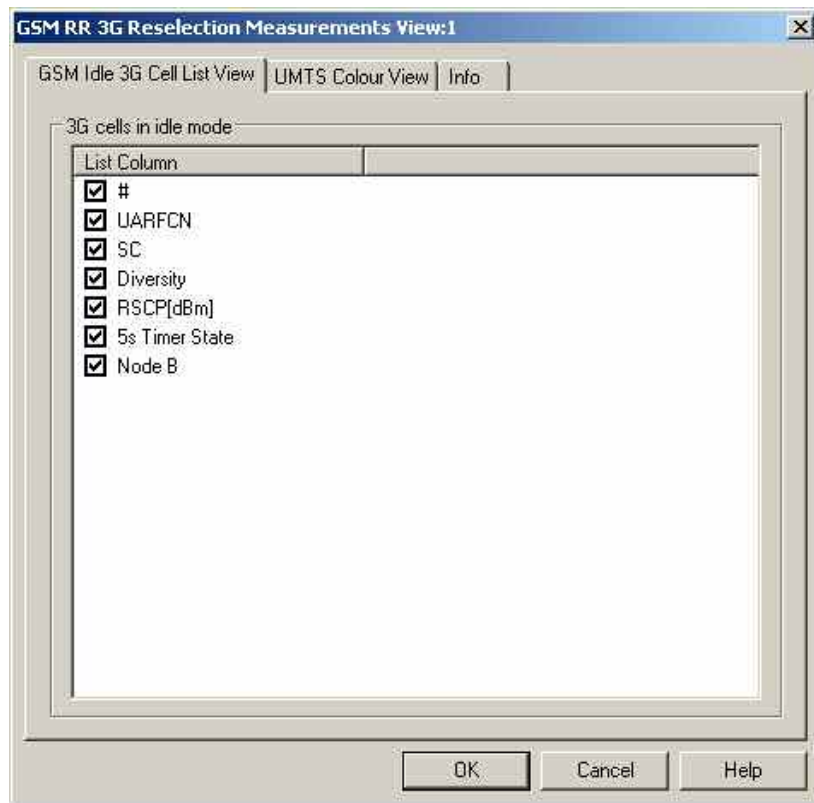 GSM RR 3G Reselection Measurements View:1
GSM Idle 3G Cell List View UMTS Colour View Info
3G cells in idle mode
List Column
#
UARFCN
SC
Diversity
RSCP[dBm]
5s Timer State
Node B
OK Cancel Help